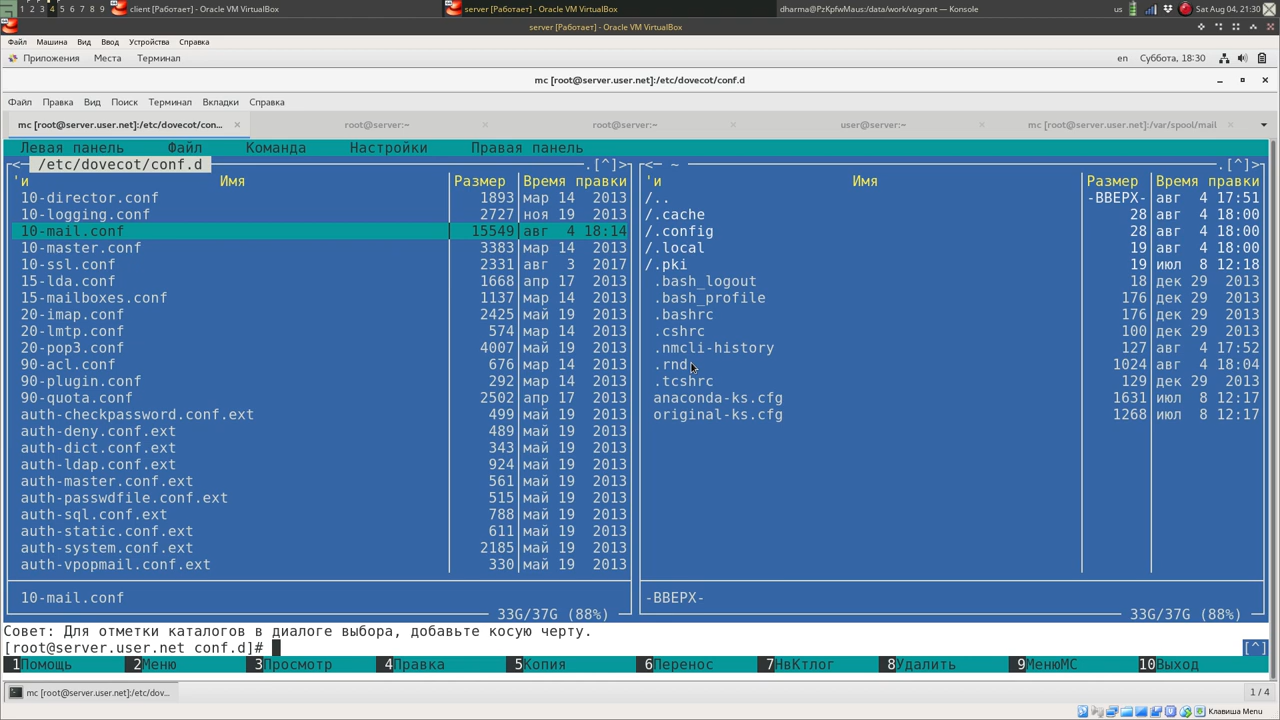 1 2 3 4 5 6 7 8 9 client [Работает] - Oracle VM VirtualBox server [Работает] - Oracle VM VirtualBox dharma@PzKpfwMaus:/data/work/vagrant — Konsole us Sat Aug 04, 21:30
server [Работает] - Oracle VM VirtualBox
Файл Машина Вид Ввод Устройства Справка
Приложения Места Терминал en Суббота, 18:30
mc [root@server.user.net]:/etc/dovecot/conf.d
Файл Правка Вид Поиск Терминал Вкладки Справка
mc [root@server.user.net]:/etc/dovecot/con... × root@server:~ × root@server:~ × user@server:~ × mc [root@server.user.net]:/var/spool/mail ×
Левая панель Файл Команда Настройки Правая панель
<─ /etc/dovecot/conf.d .[^]> <─ ~ .[^]>
'и Имя Размер Время правки 'и Имя Размер Время правки
10-director.conf 1893 мар 14 2013 /.. -ВВЕРХ- авг 4 17:51
10-logging.conf 2727 ноя 19 2013 /.cache 28 авг 4 18:00
10-mail.conf 15549 авг 4 18:14 /.config 28 авг 4 18:00
10-master.conf 3383 мар 14 2013 /.local 19 авг 4 18:00
10-ssl.conf 2331 авг 3 2017 /.pki 19 июл 8 12:18
15-lda.conf 1668 апр 17 2013 .bash_logout 18 дек 29 2013
15-mailboxes.conf 1137 мар 14 2013 .bash_profile 176 дек 29 2013
20-imap.conf 2425 май 19 2013 .bashrc 176 дек 29 2013
20-lmtp.conf 574 мар 14 2013 .cshrc 100 дек 29 2013
20-pop3.conf 4007 май 19 2013 .nmcli-history 127 авг 4 17:52
90-acl.conf 676 мар 14 2013 .rnd 1024 авг 4 18:04
90-plugin.conf 292 мар 14 2013 .tcshrc 129 дек 29 2013
90-quota.conf 2502 апр 17 2013 anaconda-ks.cfg 1631 июл 8 12:17
auth-checkpassword.conf.ext 499 май 19 2013 original-ks.cfg 1268 июл 8 12:17
auth-deny.conf.ext 489 май 19 2013
auth-dict.conf.ext 343 май 19 2013
auth-ldap.conf.ext 924 май 19 2013
auth-master.conf.ext 561 май 19 2013
auth-passwdfile.conf.ext 515 май 19 2013
auth-sql.conf.ext 788 май 19 2013
auth-static.conf.ext 611 май 19 2013
auth-system.conf.ext 2185 май 19 2013
auth-vpopmail.conf.ext 330 май 19 2013
10-mail.conf -ВВЕРХ-
33G/37G (88%) 33G/37G (88%)
Совет: Для отметки каталогов в диалоге выбора, добавьте косую черту.
[root@server.user.net conf.d]# [^]
1Помощь 2Меню 3Просмотр 4Правка 5Копия 6Перенос 7НвКтлог 8Удалить 9МенюМС 10Выход
mc [root@server.user.net]:/etc/dov... 1 / 4
Клавиша Menu